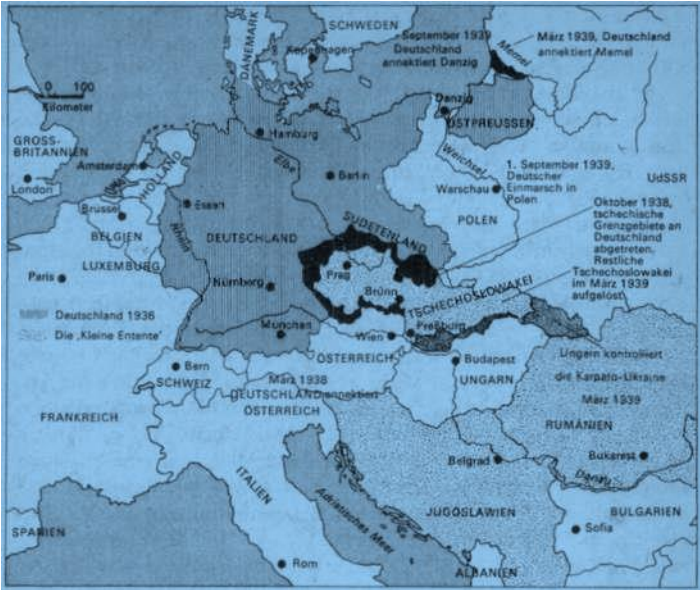 SCHWEDEN
DÄNEMARK
Kopenhagen
September 1939
Deutschland
annektiert Danzig
Memel
März 1939, Deutschland
annektiert Memel
0 100
Kilometer
Danzig
OSTPREUSSEN
GROSS-
BRITANNIEN
London
Amsterdam
HOLLAND
Hamburg
Elbe
Berlin
Weichsel
Warschau
POLEN
1. September 1939,
Deutscher
Einmarsch in
Polen
UdSSR
Brüssel
BELGIEN
Essen
Rhein
DEUTSCHLAND
SUDETENLAND
Oktober 1938,
tschechische
Grenzgebiete an
Deutschland
abgetreten.
Restliche
Tschechoslowakei
im März 1939
aufgelöst
LUXEMBURG
Paris
Nürnberg
Prag
Brünn
TSCHECHOSLOWAKEI
Deutschland 1936
Die ‚Kleine Entente'
München
Wien
Preßburg
ÖSTERREICH
Bern
SCHWEIZ
Budapest
UNGARN
Ungarn kontrolliert
die Karpato-Ukraine
März 1939
März 1938
DEUTSCHLAND annektiert
ÖSTERREICH
FRANKREICH
RUMÄNIEN
Bukarest
Belgrad
Danzu
ITALIEN
Adriatisches Meer
JUGOSLAWIEN
BULGARIEN
Sofia
SPANIEN
Rom
ALBANIEN